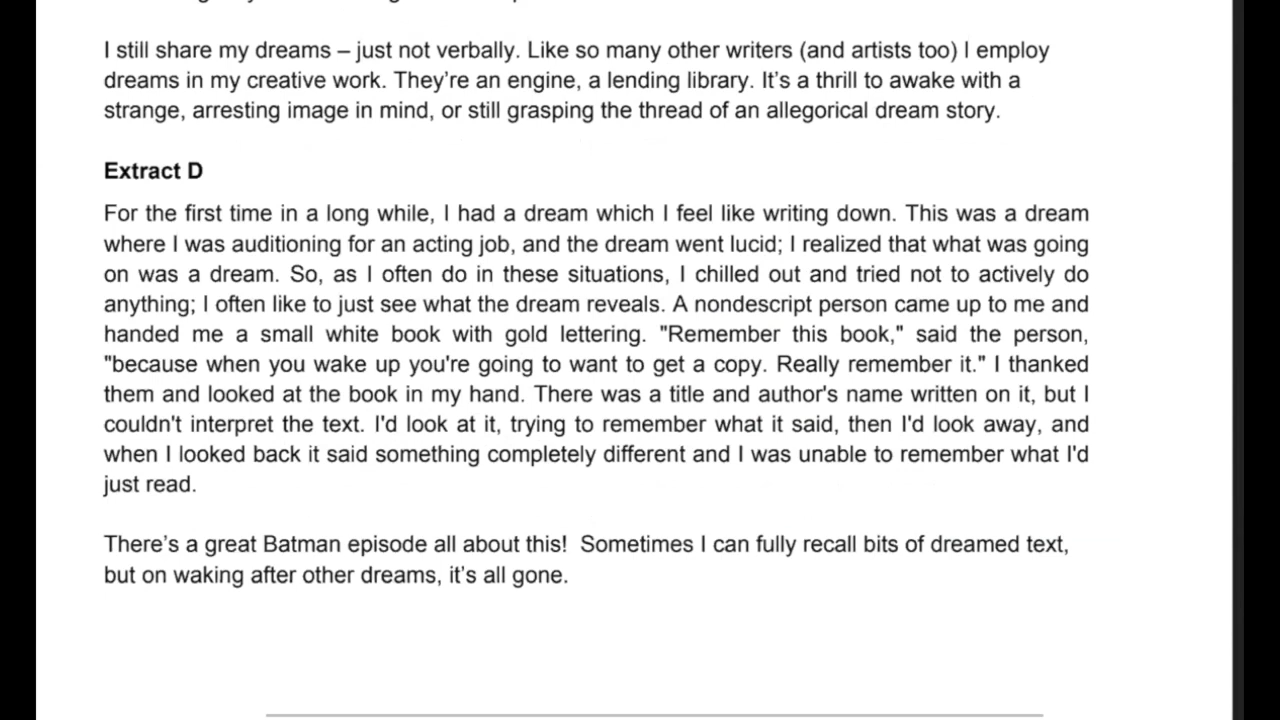 I still share my dreams – just not verbally. Like so many other writers (and artists too) I employ
dreams in my creative work. They're an engine, a lending library. It's a thrill to awake with a
strange, arresting image in mind, or still grasping the thread of an allegorical dream story.
Extract D
For the first time in a long while, I had a dream which I feel like writing down. This was a dream
where I was auditioning for an acting job, and the dream went lucid; I realized that what was going
on was a dream. So, as I often do in these situations, I chilled out and tried not to actively do
anything; I often like to just see what the dream reveals. A nondescript person came up to me and
handed me a small white book with gold lettering. "Remember this book," said the person,
"because when you wake up you're going to want to get a copy. Really remember it." I thanked
them and looked at the book in my hand. There was a title and author's name written on it, but I
couldn't interpret the text. I'd look at it, trying to remember what it said, then I'd look away, and
when I looked back it said something completely different and I was unable to remember what I'd
just read.
There's a great Batman episode all about this!  Sometimes I can fully recall bits of dreamed text,
but on waking after other dreams, it's all gone.